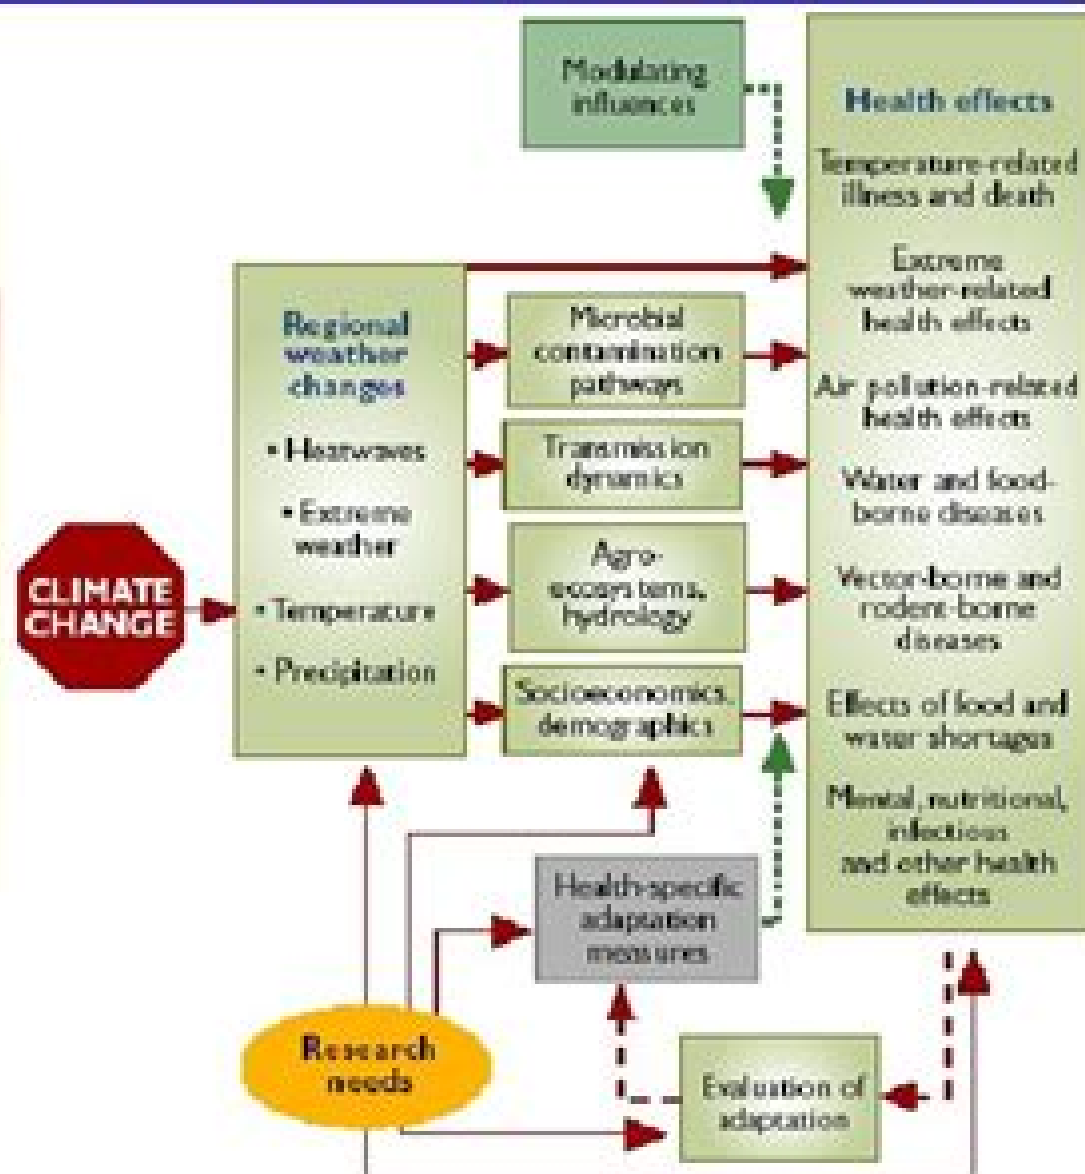 Modulating
influences
Health effects
Temperature-related
illness and death
Extreme
weather-related
health effects
Air pollution-related
health effects
Water and food-
borne diseases
Vector-borne and
rodent-borne
diseases
Effects of food and
water shortages
Mental, nutritional,
infectious
and other health
effects
Regional
weather
changes
• Heatwaves
• Extreme
weather
• Temperature
• Precipitation
Microbial
contamination
pathways
Transmission
dynamics
Agro-
ecosystems,
hydrology
Socioeconomics,
demographics
CLIMATE
CHANGE
Health-specific
adaptation
measures
Research
needs
Evaluation of
adaptation